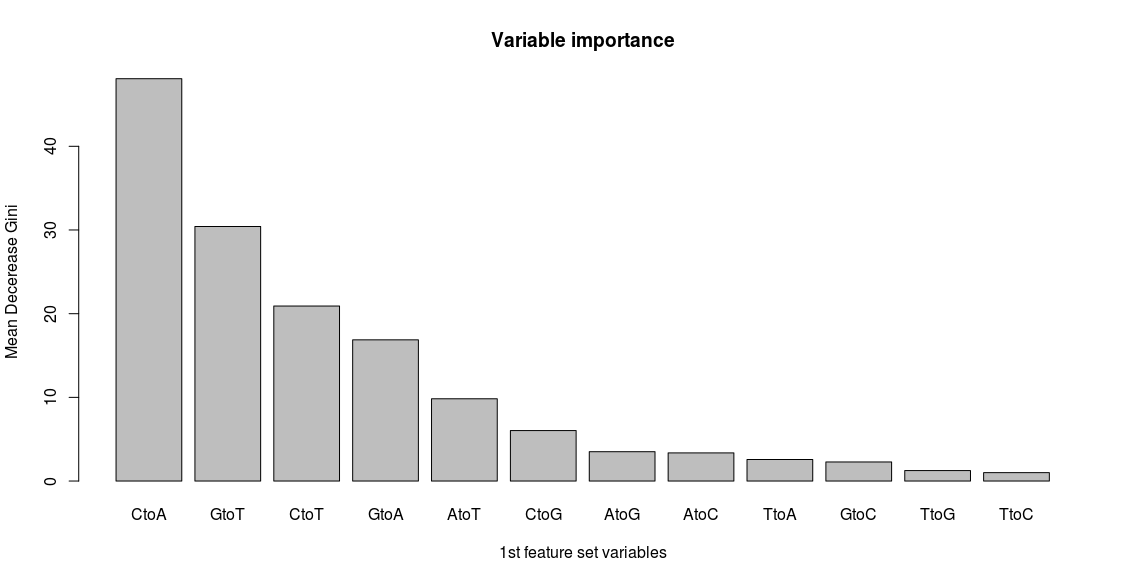 Variable importance
Mean Decerease Gini
40
30
20
10
0
CtoA GtoT CtoT GtoA AtoT CtoG AtoG AtoC TtoA GtoC TtoG TtoC
1st feature set variables